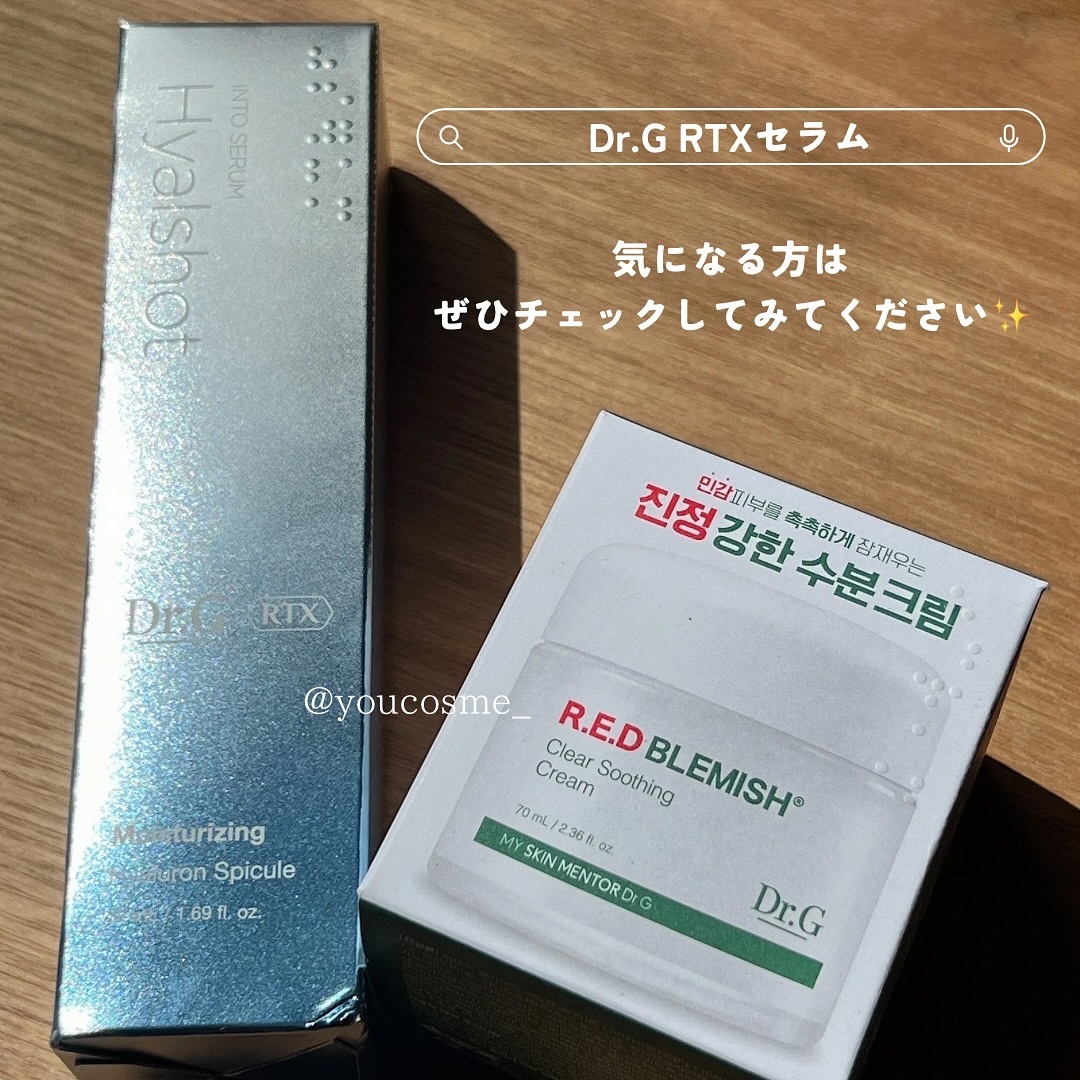 Dr.G RTXセラム
気になる方は
ぜひチェックしてみてください✨
INTO SERUM
Hyalshot
Dr.G RTX
Moisturizing
Hyaluron Spicule
/ 1.69 fl. oz.
@youcosme_
민감피부를 촉촉하게 잠재우는
진정 강한 수분크림
R.E.D BLEMISH®
Clear Soothing
Cream
70 mL / 2.36 fl. oz.
MY SKIN MENTOR Dr.G
Dr.G